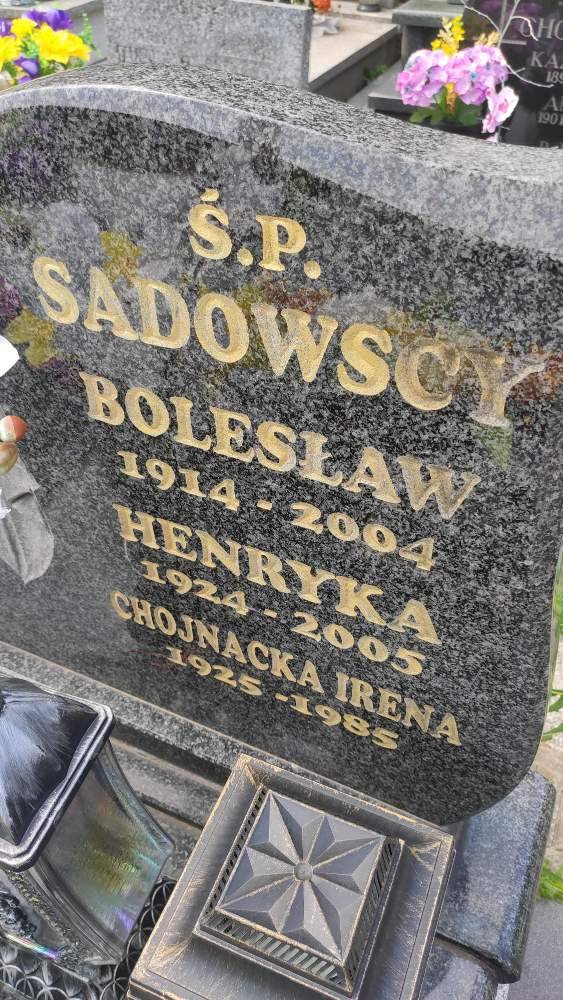 Ś.P.
SADOWSCY
BOLESŁAW
1914 - 2004
HENRYKA
1924 - 2005
CHOJNACKA IRENA
1925 - 1985